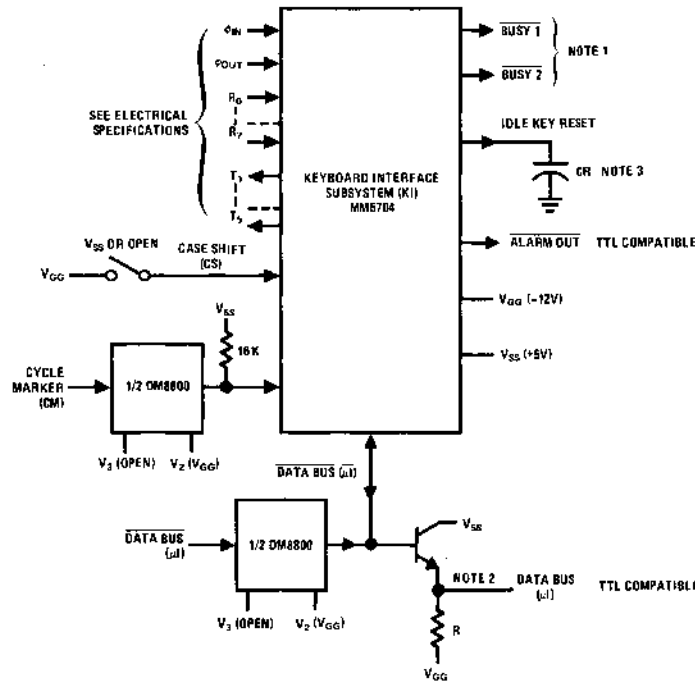 ΦIN
ΦOUT
R0
R7
T1
T5
SEE ELECTRICAL
SPECIFICATIONS
VSS OR OPEN
VGG
CASE SHIFT
(CS)
KEYBOARD INTERFACE
SUBSYSTEM (KI)
MM5704
BUSY 1
BUSY 2
NOTE 1
IDLE KEY RESET
CR NOTE 3
ALARM OUT TTL COMPATIBLE
VGG (-12V)
VSS (+5V)
VSS
16K
CYCLE
MARKER
(CM)
1/2 DM8800
V3 (OPEN) V2 (VGG)
DATA BUS (μI)
DATA BUS
(μI)
1/2 DM8800
V3 (OPEN) V2 (VGG)
VSS
NOTE 2 DATA BUS
(μI)
TTL COMPATIBLE
R
VGG